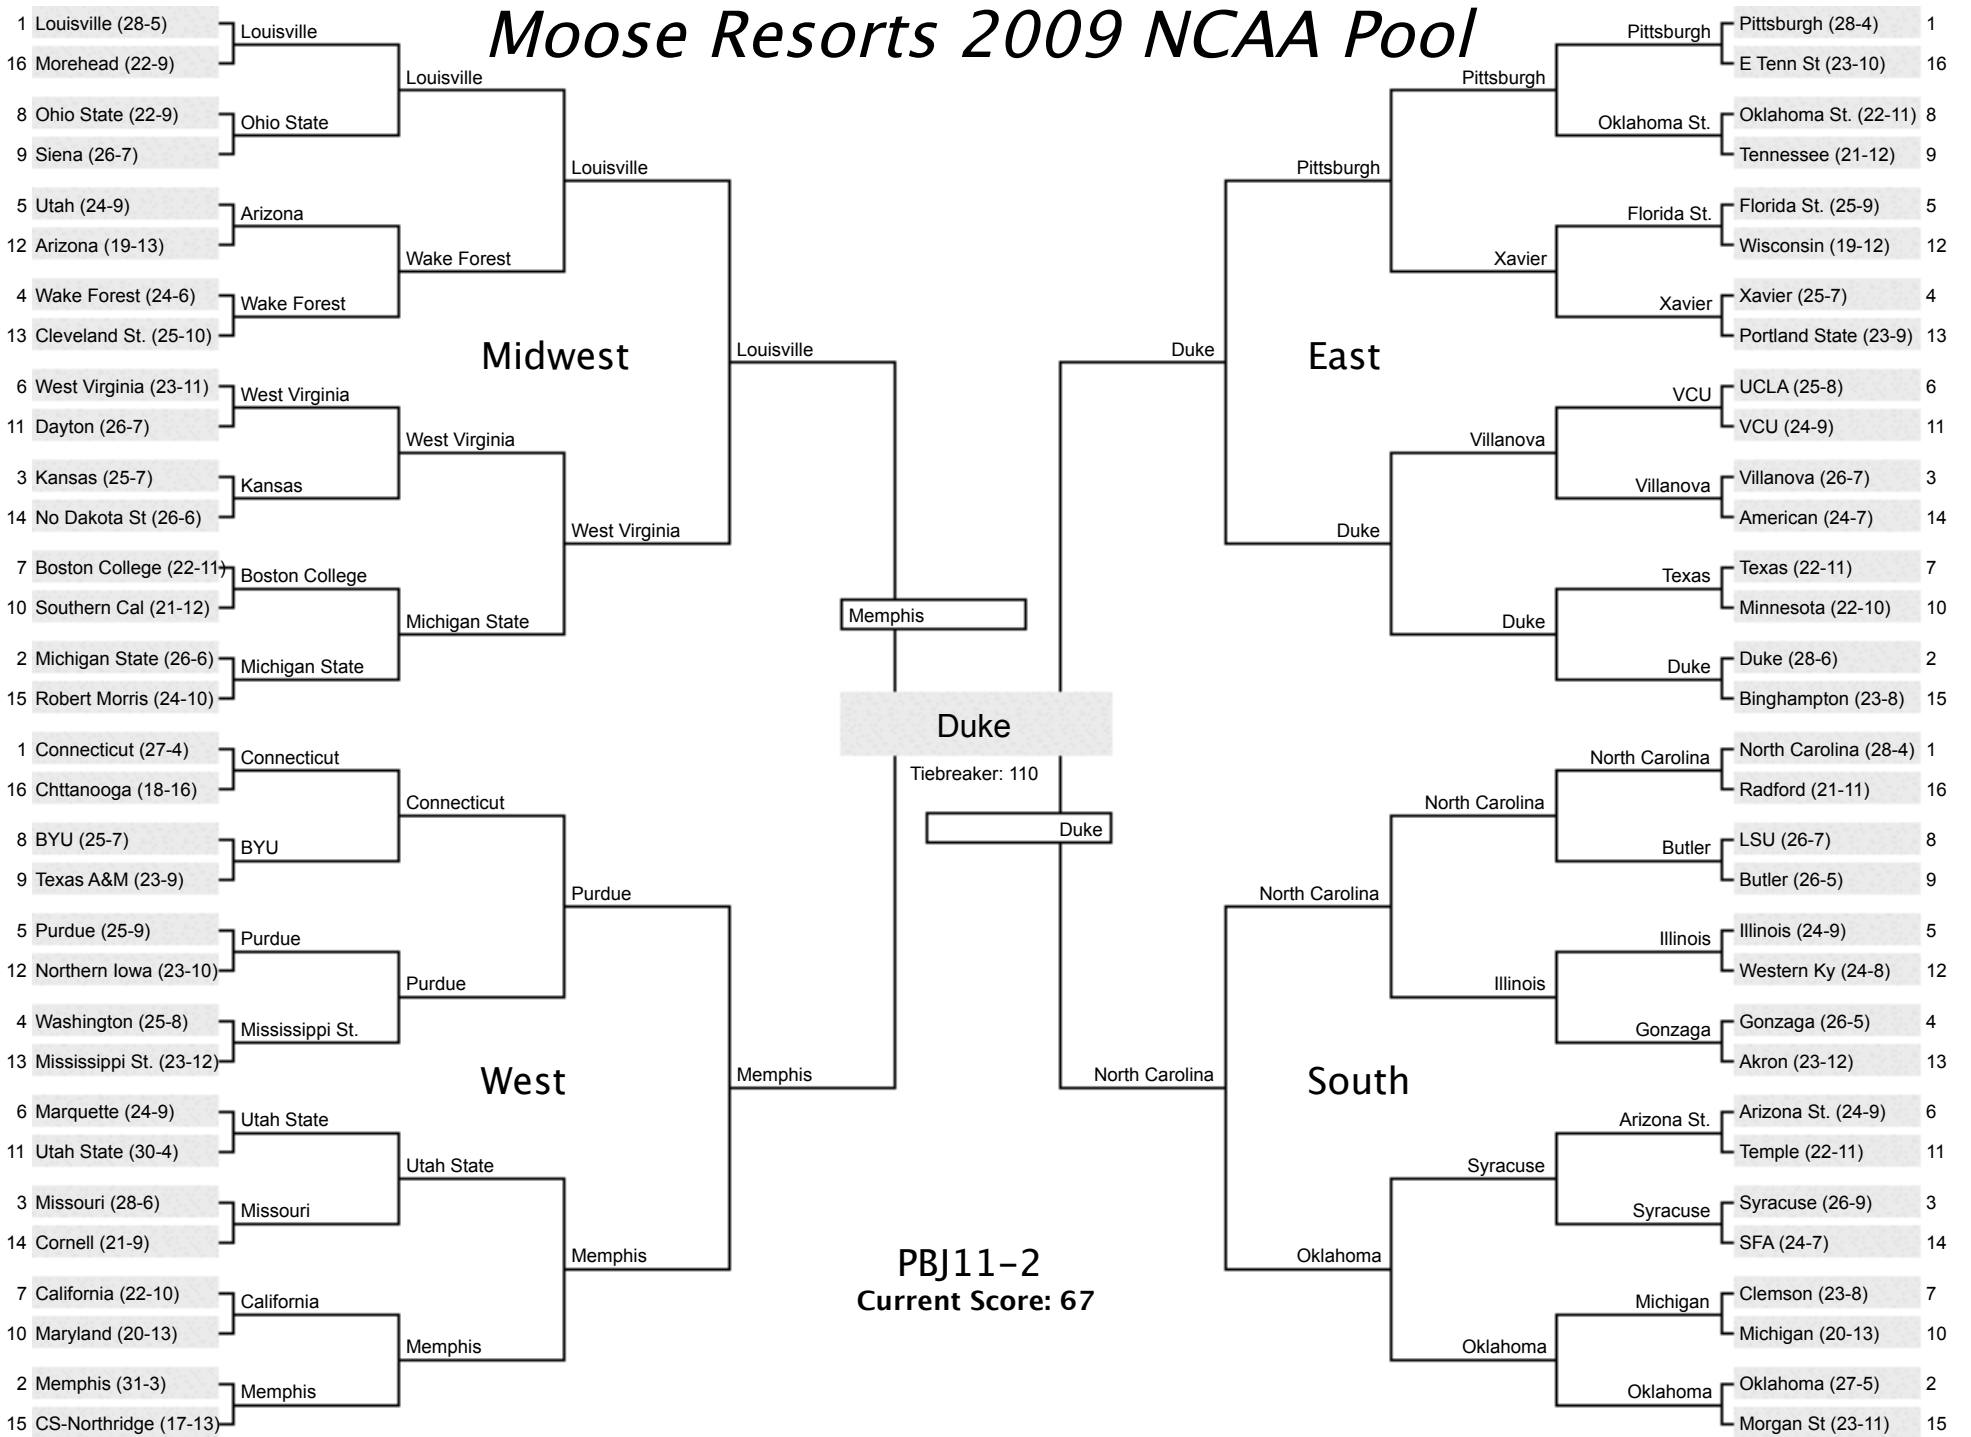 Moose Resorts 2009 NCAA Pool
1 Louisville (28-5)
16 Morehead (22-9)
8 Ohio State (22-9)
9 Siena (26-7)
5 Utah (24-9)
12 Arizona (19-13)
4 Wake Forest (24-6)
13 Cleveland St. (25-10)
6 West Virginia (23-11)
11 Dayton (26-7)
3 Kansas (25-7)
14 No Dakota St (26-6)
7 Boston College (22-11)
10 Southern Cal (21-12)
2 Michigan State (26-6)
15 Robert Morris (24-10)
1 Connecticut (27-4)
16 Chttanooga (18-16)
8 BYU (25-7)
9 Texas A&M (23-9)
5 Purdue (25-9)
12 Northern Iowa (23-10)
4 Washington (25-8)
13 Mississippi St. (23-12)
6 Marquette (24-9)
11 Utah State (30-4)
3 Missouri (28-6)
14 Cornell (21-9)
7 California (22-10)
10 Maryland (20-13)
2 Memphis (31-3)
15 CS-Northridge (17-13)
Louisville
Ohio State
Arizona
Wake Forest
West Virginia
Kansas
Boston College
Michigan State
Connecticut
BYU
Purdue
Mississippi St.
Utah State
Missouri
California
Memphis
Louisville
Wake Forest
West Virginia
Michigan State
Connecticut
Purdue
Utah State
Memphis
Louisville
West Virginia
Purdue
Memphis
Midwest
West
Louisville
Memphis
Memphis
Duke
Tiebreaker: 110
Duke
PBJ11-2
Current Score: 67
Duke
North Carolina
East
South
Pittsburgh
Duke
North Carolina
Oklahoma
Pittsburgh
Xavier
Villanova
Duke
North Carolina
Illinois
Syracuse
Oklahoma
Pittsburgh
Oklahoma St.
Florida St.
Xavier
VCU
Villanova
Texas
Duke
North Carolina
Butler
Illinois
Gonzaga
Arizona St.
Syracuse
Michigan
Oklahoma
Pittsburgh (28-4) 1
E Tenn St (23-10) 16
Oklahoma St. (22-11) 8
Tennessee (21-12) 9
Florida St. (25-9) 5
Wisconsin (19-12) 12
Xavier (25-7) 4
Portland State (23-9) 13
UCLA (25-8) 6
VCU (24-9) 11
Villanova (26-7) 3
American (24-7) 14
Texas (22-11) 7
Minnesota (22-10) 10
Duke (28-6) 2
Binghampton (23-8) 15
North Carolina (28-4) 1
Radford (21-11) 16
LSU (26-7) 8
Butler (26-5) 9
Illinois (24-9) 5
Western Ky (24-8) 12
Gonzaga (26-5) 4
Akron (23-12) 13
Arizona St. (24-9) 6
Temple (22-11) 11
Syracuse (26-9) 3
SFA (24-7) 14
Clemson (23-8) 7
Michigan (20-13) 10
Oklahoma (27-5) 2
Morgan St (23-11) 15